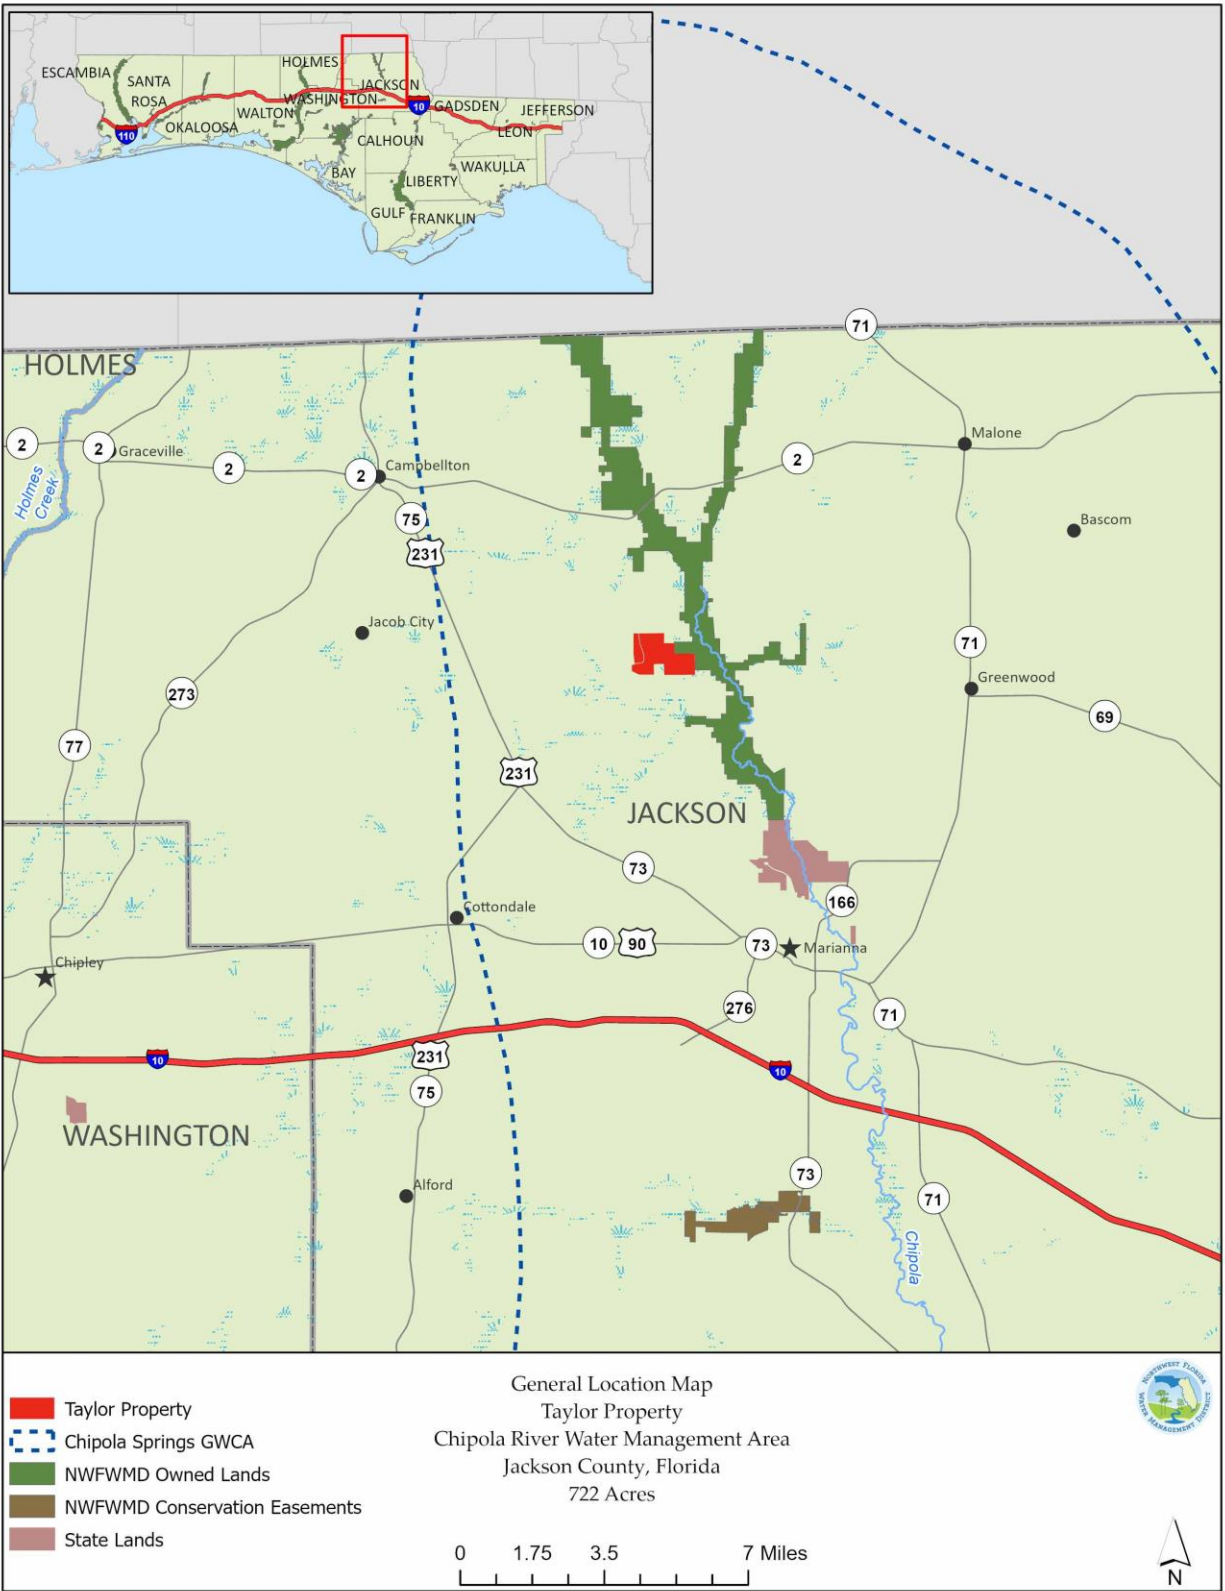 ESCAMBIA
SANTA
ROSA
OKALOOSA
WALTON
HOLMES
WASHINGTON
JACKSON
10
GADSDEN
JEFFERSON
LEON
110
CALHOUN
BAY
LIBERTY
WAKULLA
GULF
FRANKLIN
71
HOLMES
2
2
Graceville
2
2
Campbellton
2
Malone
Holmes
Creek
75
231
Bascom
Jacob City
71
Greenwood
273
69
77
231
JACKSON
73
166
Cottondale
10
90
73
Marianna
Chipley
276
71
10
231
10
75
WASHINGTON
Alford
73
71
Chipola
Taylor Property
Chipola Springs GWCA
NWFWMD Owned Lands
NWFWMD Conservation Easements
State Lands
General Location Map
Taylor Property
Chipola River Water Management Area
Jackson County, Florida
722 Acres
0 1.75 3.5 7 Miles
NORTHWEST FLORIDA
WATER MANAGEMENT DISTRICT
N